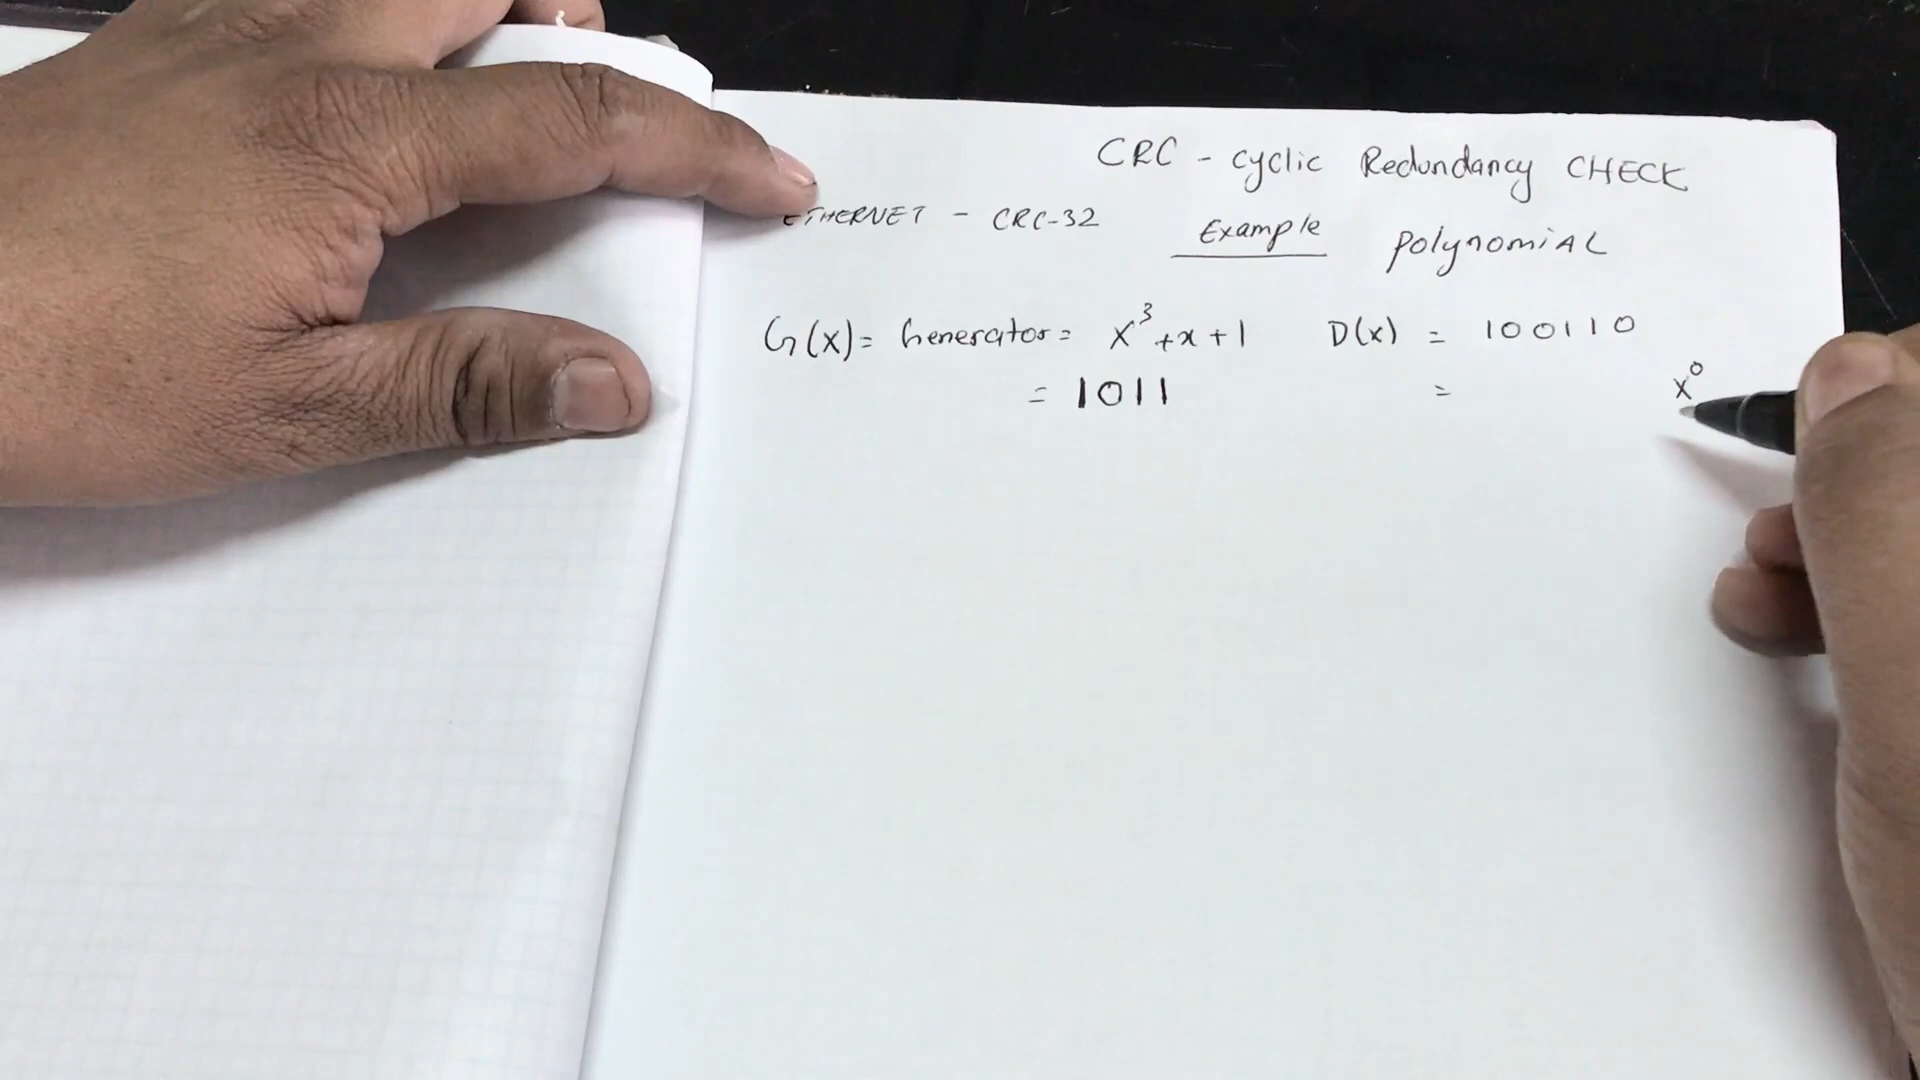 CRC - Cyclic Redundancy CHECK
ETHERNET - CRC-32 Example Polynomial
G(x) = Generator = x³ + x + 1 D(x) = 100110
= 1011 = x⁰